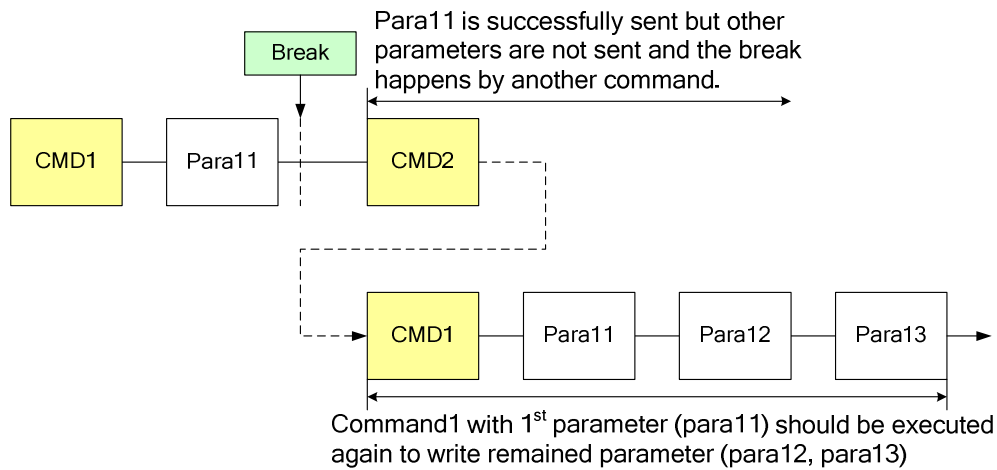 Para11 is successfully sent but other
parameters are not sent and the break
happens by another command.
Break
CMD1
Para11
CMD2
CMD1
Para11
Para12
Para13
Command1 with 1st parameter (para11) should be executed
again to write remained parameter (para12, para13)